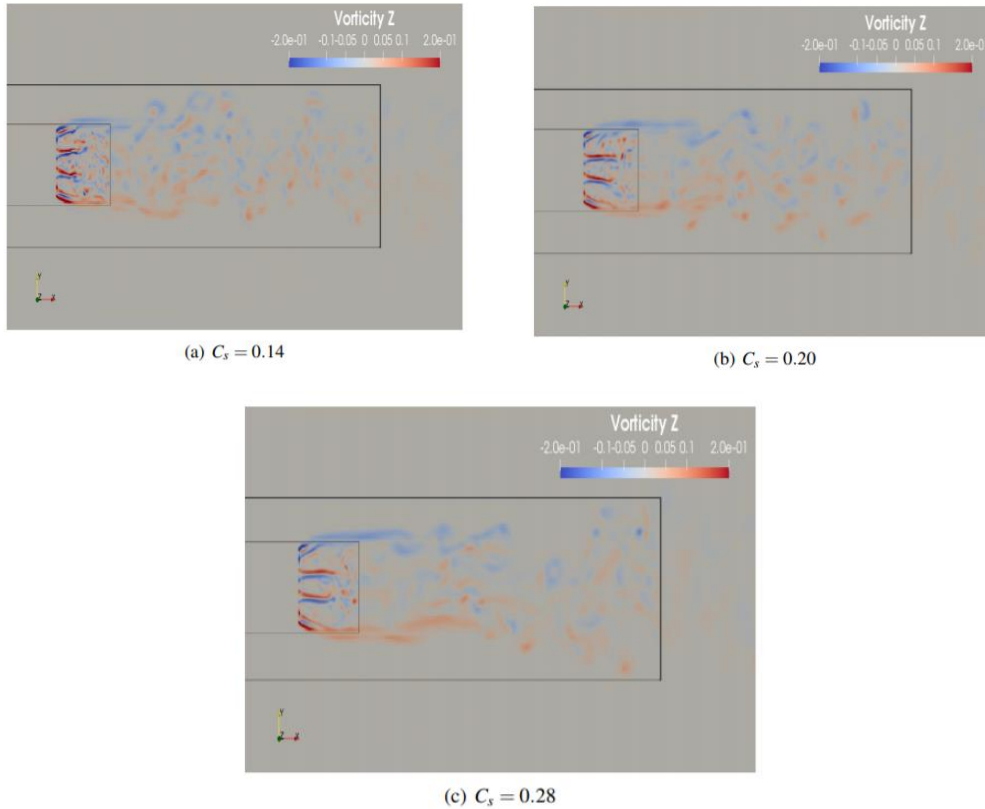 Vorticity Z
-2.0e-01 -0.1-0.05 0 0.05 0.1 2.0e-01
y
Z x
(a) C_s = 0.14
Vorticity Z
-2.0e-01 -0.1-0.05 0 0.05 0.1 2.0e-0
y
Z x
(b) C_s = 0.20
Vorticity Z
-2.0e-01 -0.1-0.05 0 0.05 0.1 2.0e-01
y
Z x
(c) C_s = 0.28